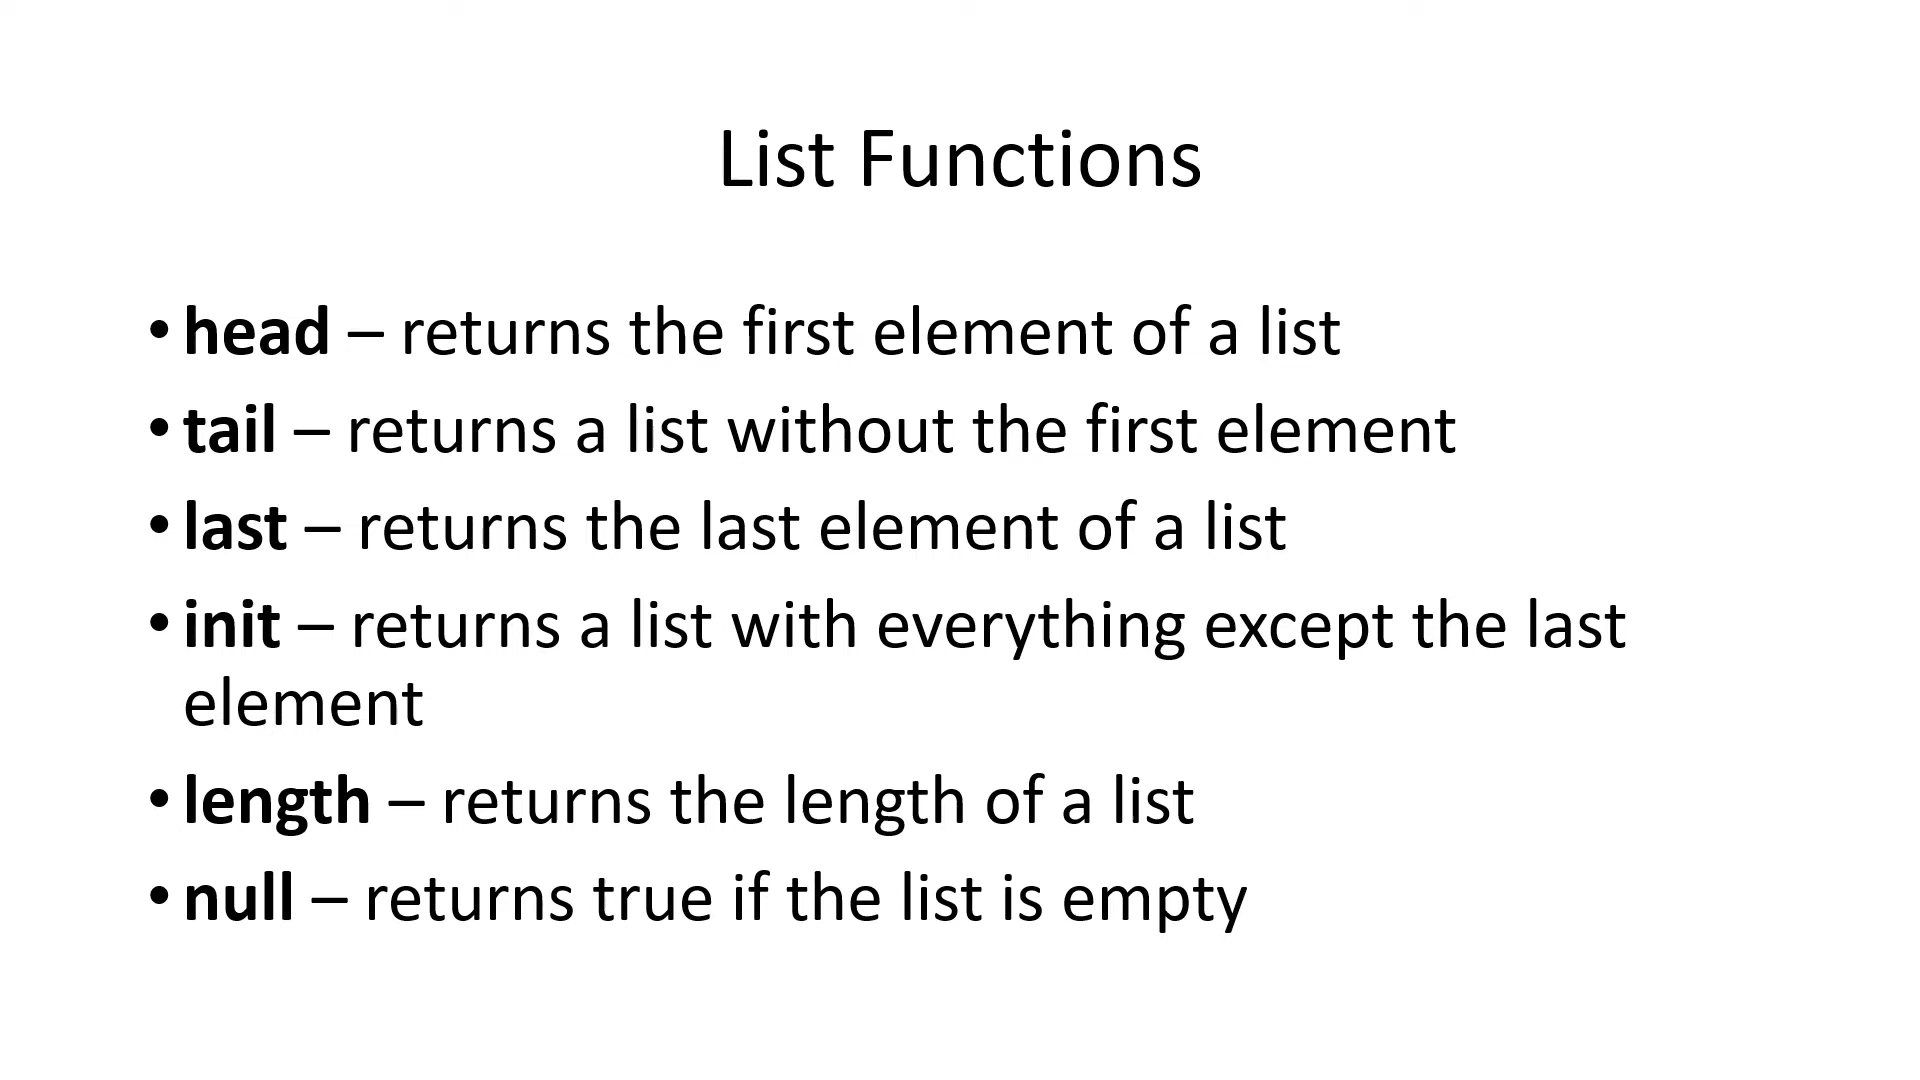 List Functions
• head – returns the first element of a list
• tail – returns a list without the first element
• last – returns the last element of a list
• init – returns a list with everything except the last
element
• length – returns the length of a list
• null – returns true if the list is empty